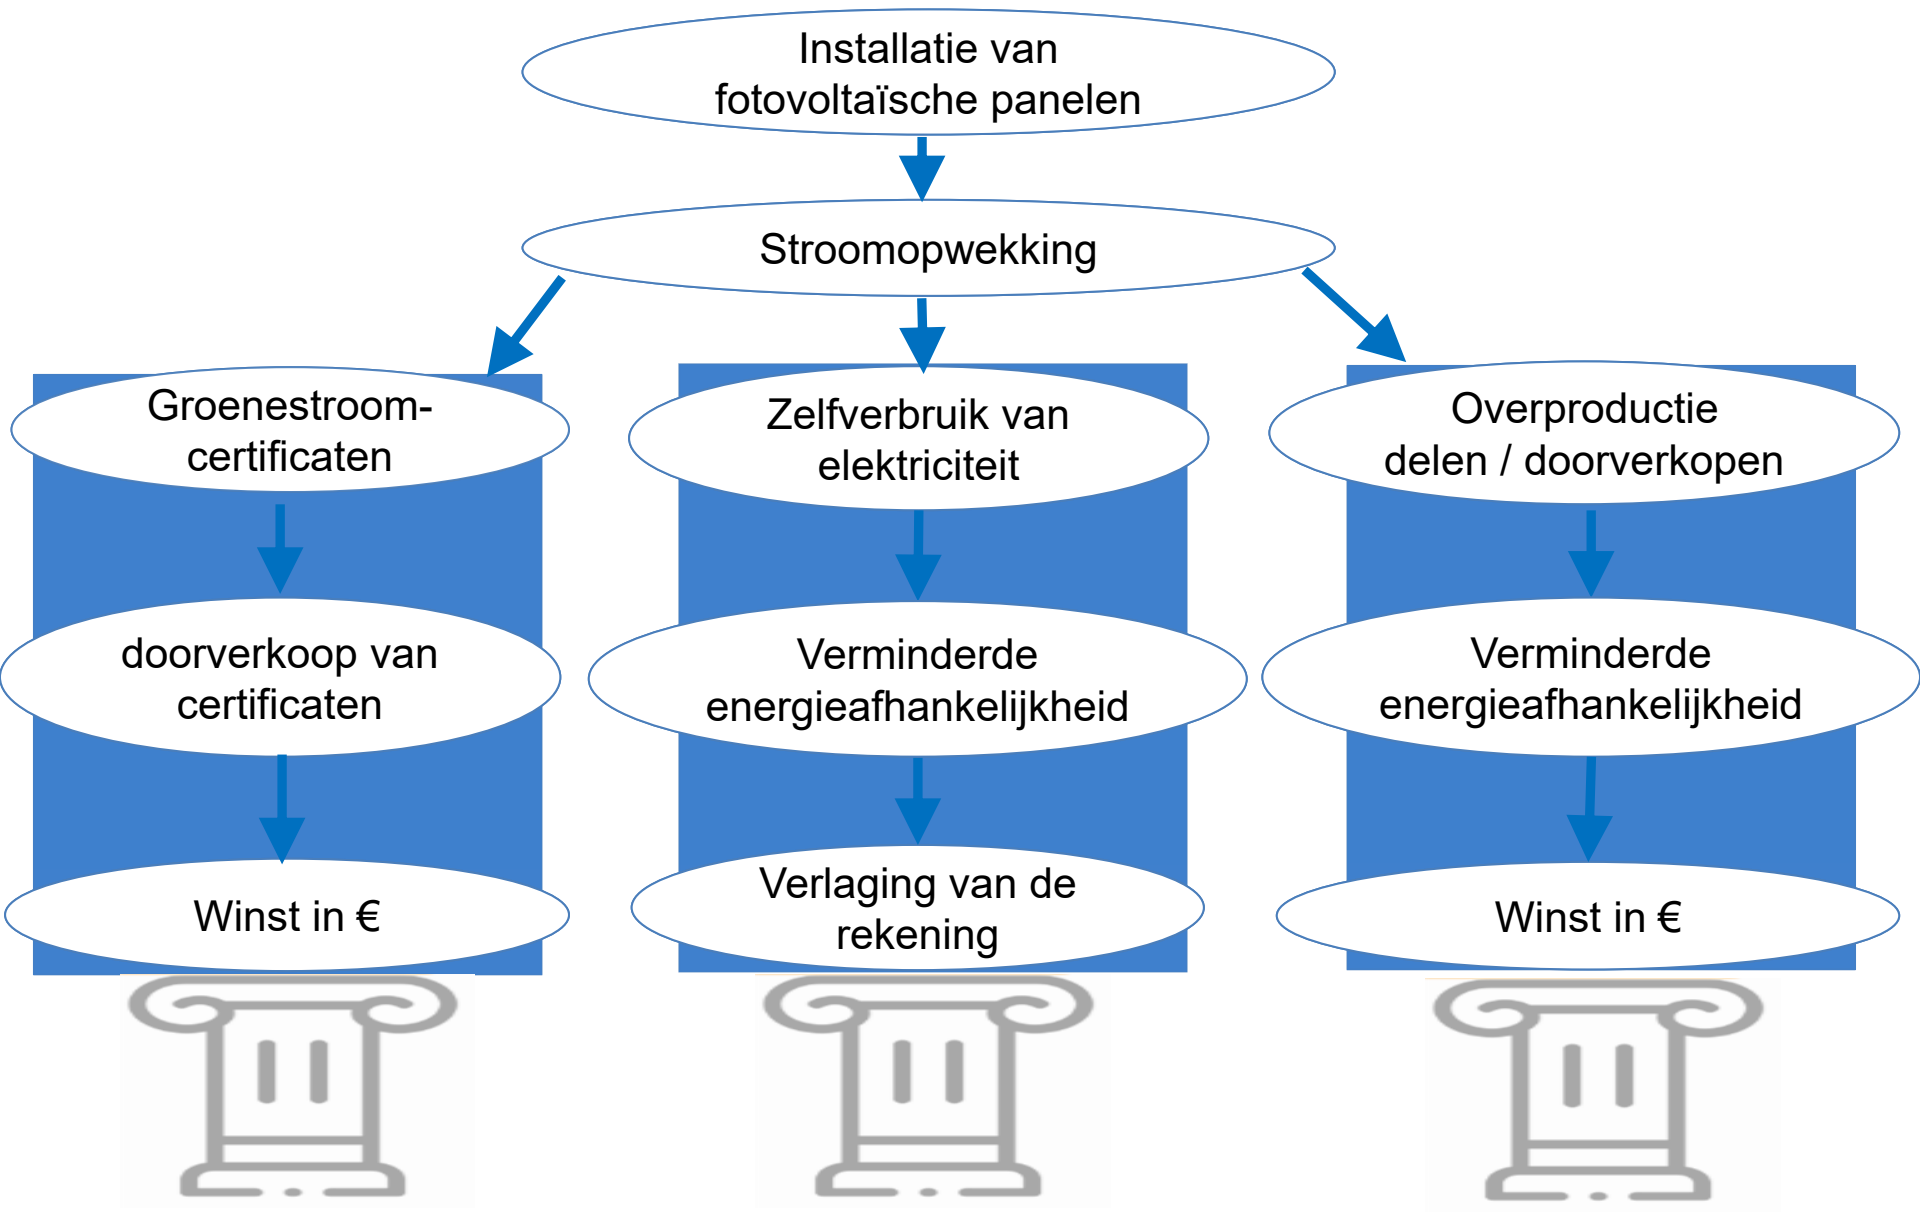 Installatie van
fotovoltaïsche panelen
Stroomopwekking
Groenestroom-
certificaten
doorverkoop van
certificaten
Winst in €
Zelfverbruik van
elektriciteit
Verminderde
energieafhankelijkheid
Verlaging van de
rekening
Overproductie
delen / doorverkopen
Verminderde
energieafhankelijkheid
Winst in €